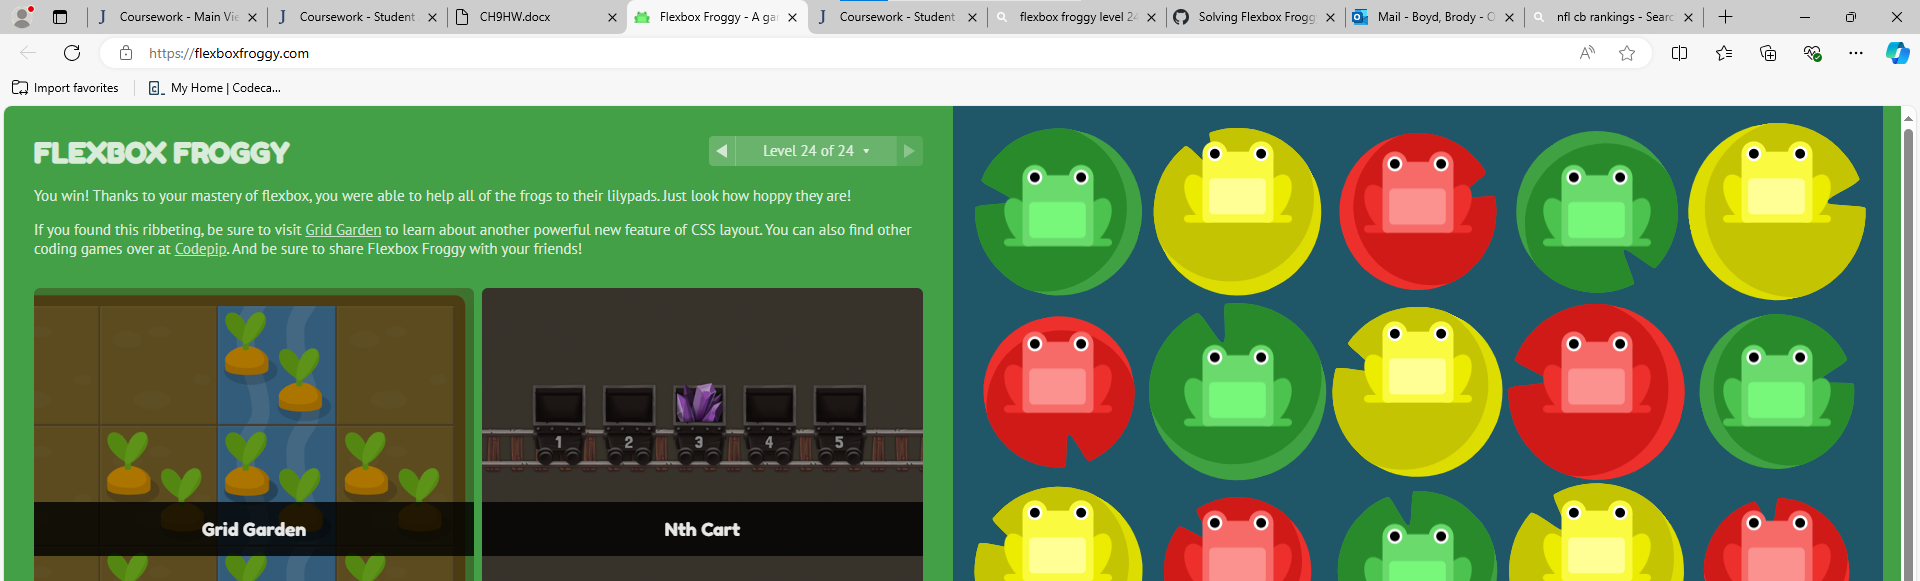 Coursework - Main Vie
Coursework - Student
CH9HW.docx
Flexbox Froggy - A ga
Coursework - Student
flexbox froggy level 24
Solving Flexbox Frogg
Mail - Boyd, Brody - O
nfl cb rankings - Searc
https://flexboxfroggy.com
Import favorites
My Home | Codeca...
FLEXBOX FROGGY
Level 24 of 24
You win! Thanks to your mastery of flexbox, you were able to help all of the frogs to their lilypads. Just look how hoppy they are!
If you found this ribbeting, be sure to visit Grid Garden to learn about another powerful new feature of CSS layout. You can also find other
coding games over at Codepip. And be sure to share Flexbox Froggy with your friends!
1 2 3 4 5
Grid Garden
Nth Cart